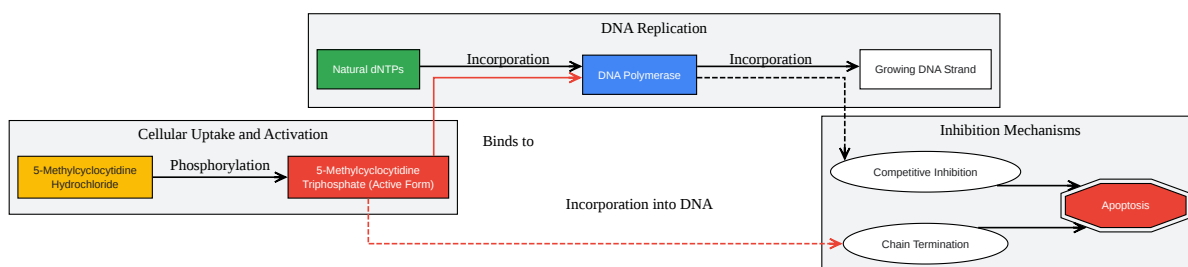 DNA Replication
Natural dNTPs
Incorporation
DNA Polymerase
Incorporation
Growing DNA Strand
Cellular Uptake and Activation
5-Methylcyclocytidine
Hydrochloride
Phosphorylation
5-Methylcyclocytidine
Triphosphate (Active Form)
Binds to
Incorporation into DNA
Inhibition Mechanisms
Competitive Inhibition
Apoptosis
Chain Termination